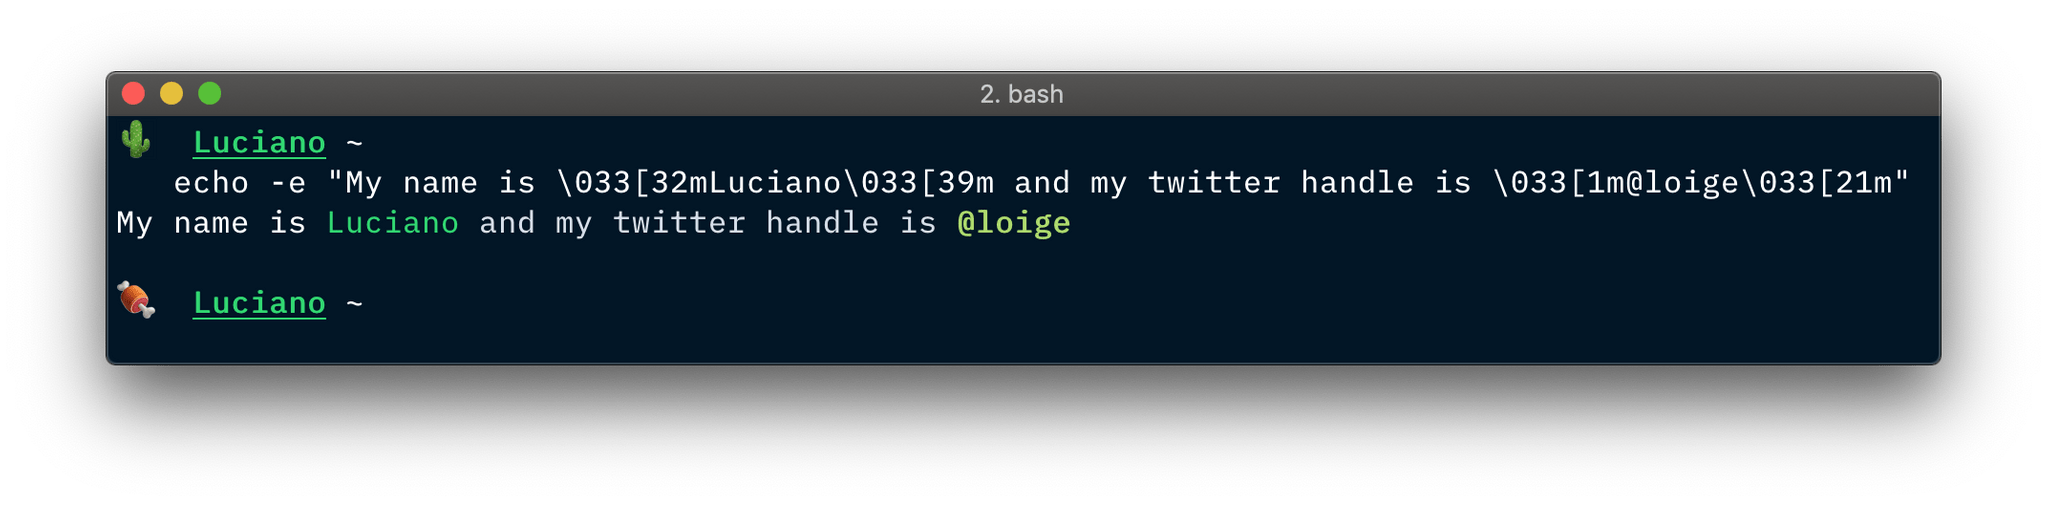 2. bash
🌵 Luciano ~
echo -e "My name is \033[32mLuciano\033[39m and my twitter handle is \033[1m@loige\033[21m"
My name is Luciano and my twitter handle is @loige
🍖 Luciano ~